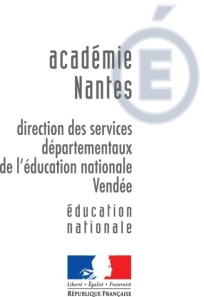 académie
Nantes
É
direction des services
départementaux
de l'éducation nationale
Vendée
éducation
nationale
Liberté • Égalité • Fraternité
RÉPUBLIQUE FRANÇAISE